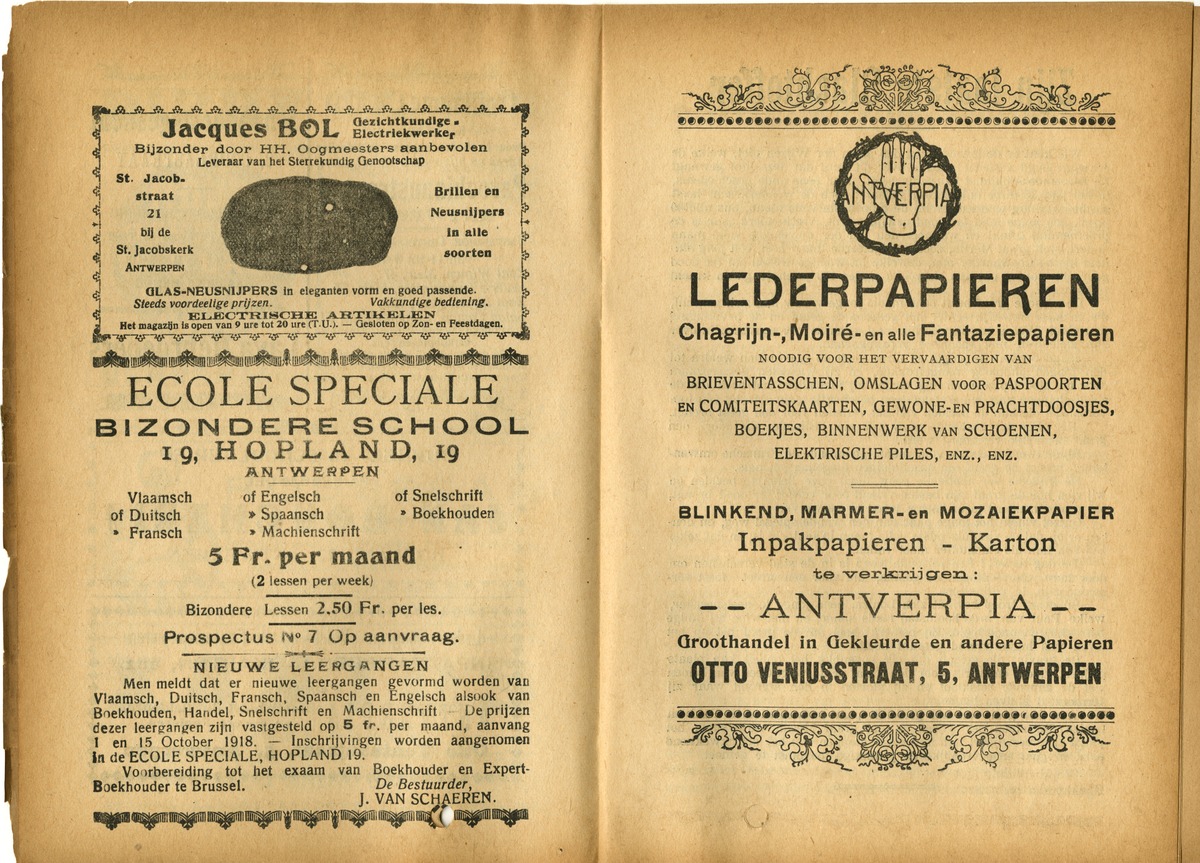 Jacques BOL Gezichtkundige -
Electriekwerker
Bijzonder door HH. Oogmeesters aanbevolen
Leveraar van het Sterrekundig Genootschap
St. Jacob-
straat
21
bij de
St. Jacobskerk
ANTWERPEN
Brillen en
Neusnijpers
in alle
soorten
GLAS-NEUSNIJPERS in eleganten vorm en goed passende.
Steeds voordeelige prijzen. Vakkundige bediening.
ELECTRISCHE ARTIKELEN
Het magazijn is open van 9 ure tot 20 ure (T.U.). — Gesloten op Zon- en Feestdagen.
ECOLE SPECIALE
BIZONDERE SCHOOL
19, HOPLAND, 19
ANTWERPEN
Vlaamsch of Engelsch of Snelschrift
of Duitsch » Spaansch » Boekhouden
» Fransch » Machienschrift
5 Fr. per maand
(2 lessen per week)
Bizondere Lessen 2.50 Fr. per les.
Prospectus Nº 7 Op aanvraag.
NIEUWE LEERGANGEN
Men meldt dat er nieuwe leergangen gevormd worden van
Vlaamsch, Duitsch, Fransch, Spaansch en Engelsch alsook van
Boekhouden, Handel, Snelschrift en Machienschrift — De prijzen
dezer leergangen zijn vastgesteld op 5 fr. per maand, aanvang
1 en 15 October 1918. — Inschrijvingen worden aangenomen
in de ECOLE SPECIALE, HOPLAND 19.
Voorbereiding tot het exaam van Boekhouder en Expert-
Boekhouder te Brussel. De Bestuurder,
J. VAN SCHAEREN.
ANTVERPIA
LEDERPAPIEREN
Chagrijn-, Moiré- en alle Fantaziepapieren
NOODIG VOOR HET VERVAARDIGEN VAN
BRIEVENTASSCHEN, OMSLAGEN VOOR PASPOORTEN
EN COMITEITSKAARTEN, GEWONE- EN PRACHTDOOSJES,
BOEKJES, BINNENWERK VAN SCHOENEN,
ELEKTRISCHE PILES, ENZ., ENZ.
BLINKEND, MARMER- en MOZAIEKPAPIER
Inpakpapieren - Karton
te verkrijgen :
-- ANTVERPIA --
Groothandel in Gekleurde en andere Papieren
OTTO VENIUSSTRAAT, 5, ANTWERPEN